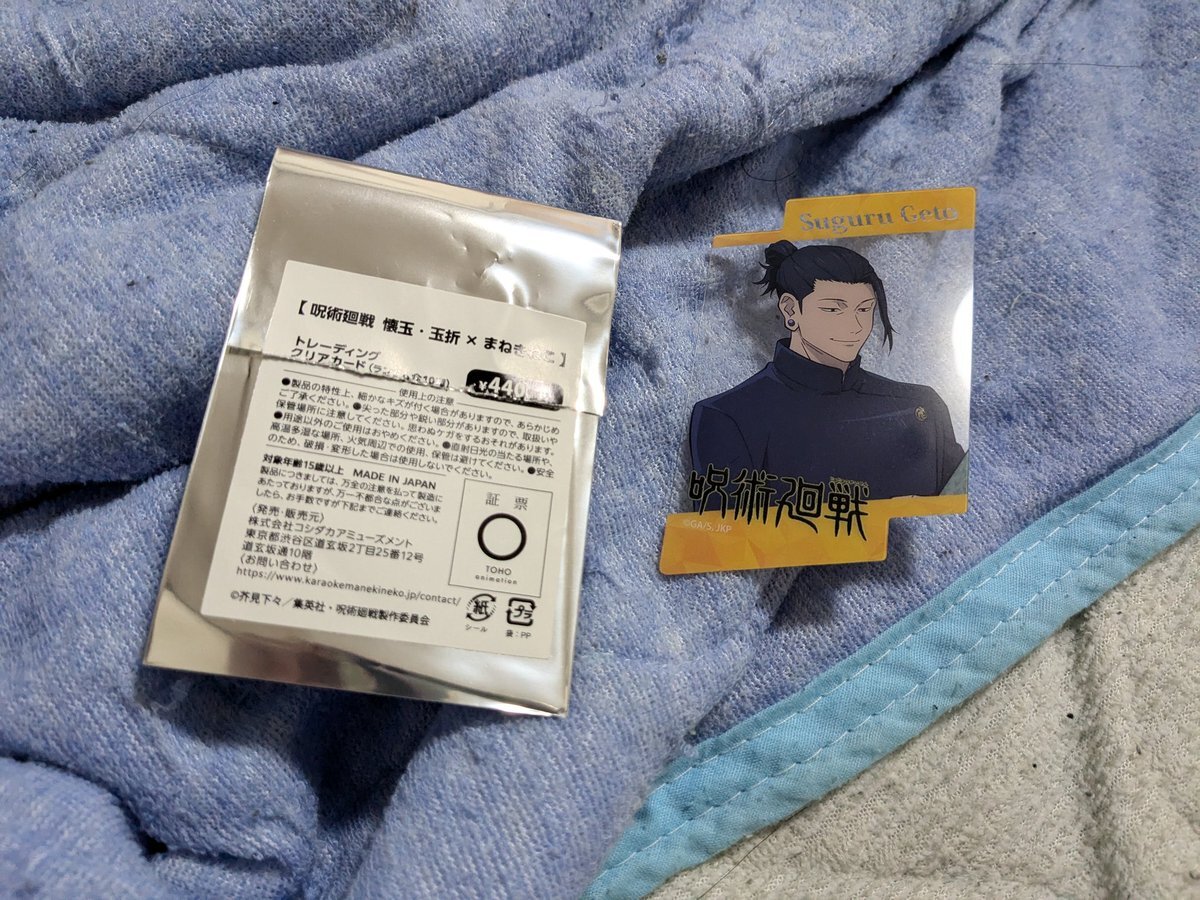 【 呪術廻戦 懐玉・玉折 × まねきねこ 】
トレーディング
クリアカード
¥440
使用上の注意
●製品の特性上、細かなキズが付く場合がありますので、あらかじめ
ご了承ください。●尖った部分や鋭い部分がありますので、取扱いや
保管場所に注意してください。思わぬケガをするおそれがあります。
●用途以外のご使用はおやめください。●直射日光の当たる場所や、
高温多湿な場所、火気周辺での使用、保管は避けてください。●安全
のため、破損・変形した場合は使用しないでください。
対象年齢15歳以上 MADE IN JAPAN
製品につきましては、万全の注意を払って製造に
あたっておりますが、万一不都合な点がございま
したら、お手数ですが下記までご連絡ください。
(発売・販売元)
株式会社コシダカアミューズメント
東京都渋谷区道玄坂2丁目25番12号
道玄坂通10階
(お問い合わせ)
https://www.karaokemanekineko.jp/contact/
©芥見下々／集英社・呪術廻戦製作委員会
証票
TOHO
animation
紙
シール
プラ
袋：PP
Suguru Geto
呪術廻戦
©GA/S, JKP